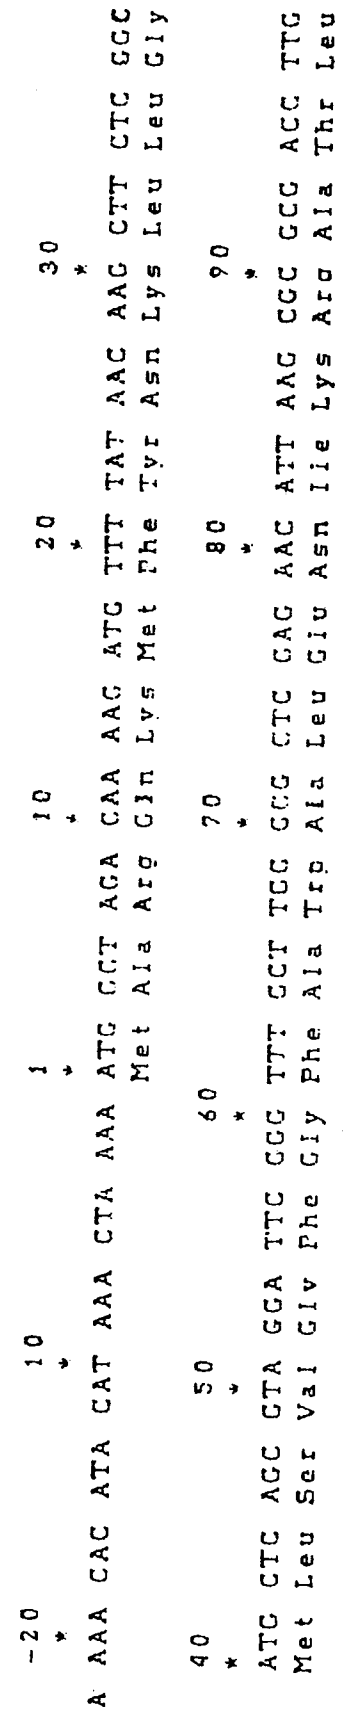 -20 10 1 10 20 30
* * * * * *
A AAA CAC ATA CAT AAA CTA AAA ATG GCT AGA CAA AAG ATG TTT TAT AAC AAG CTT CTC GGC
Met Ala Arg Gln Lys Met Phe Tyr Asn Lys Leu Leu Gly
40 50 60 70 80 90
* * * * * *
ATG CTC AGC GTA GGA TTC GGG TTT GCT TGG GCG CTC GAG AAC ATT AAG CGC GCG ACC TTG
Met Leu Ser Val Gly Phe Gly Phe Ala Trp Ala Leu Glu Asn Ile Lys Arg Ala Thr Leu